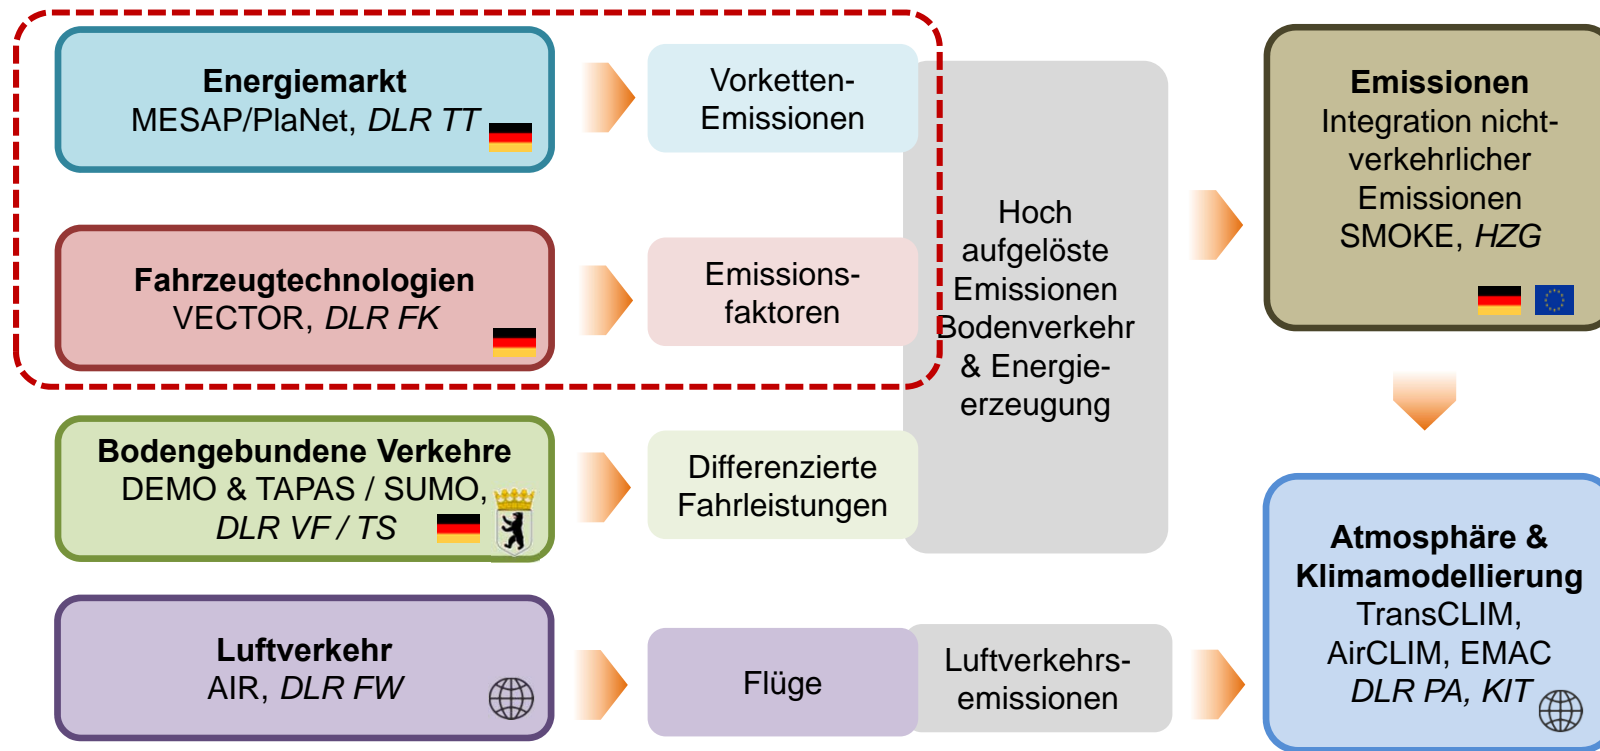 Energiemarkt
MESAP/PlaNet, DLR TT
Vorketten-
Emissionen
Fahrzeugtechnologien
VECTOR, DLR FK
Emissions-
faktoren
Bodengebundene Verkehre
DEMO & TAPAS / SUMO,
DLR VF / TS
Differenzierte
Fahrleistungen
Hoch
aufgelöste
Emissionen
Bodenverkehr
& Energie-
erzeugung
Luftverkehr
AIR, DLR FW
Flüge
Luftverkehrs-
emissionen
Emissionen
Integration nicht-
verkehrlicher
Emissionen
SMOKE, HZG
Atmosphäre &
Klimamodellierung
TransCLIM,
AirCLIM, EMAC
DLR PA, KIT